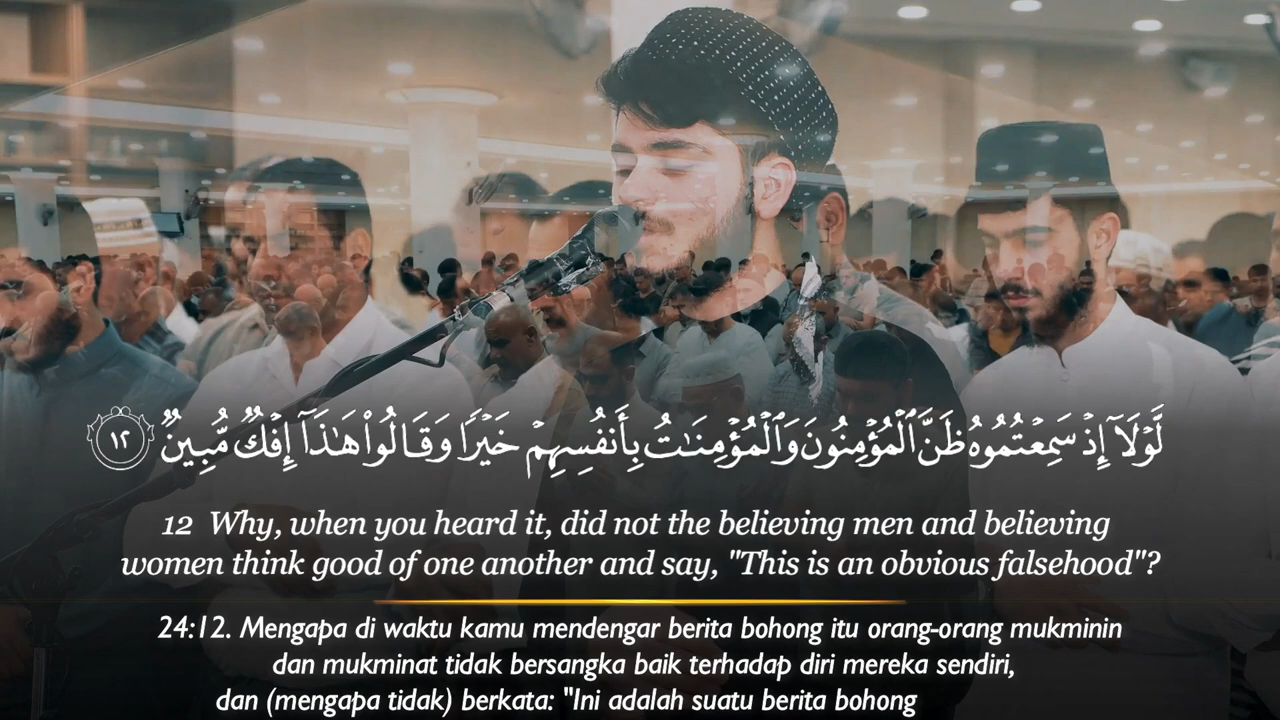 لَّوْلَآ إِذْ سَمِعْتُمُوهُ ظَنَّ ٱلْمُؤْمِنُونَ وَٱلْمُؤْمِنَـٰتُ بِأَنفُسِهِمْ خَيْرًا وَقَالُوا۟ هَـٰذَآ إِفْكٌ مُّبِينٌ ١٢
12 Why, when you heard it, did not the believing men and believing
women think good of one another and say, "This is an obvious falsehood"?
24:12. Mengapa di waktu kamu mendengar berita bohong itu orang-orang mukminin
dan mukminat tidak bersangka baik terhadap diri mereka sendiri,
dan (mengapa tidak) berkata: "Ini adalah suatu berita bohong